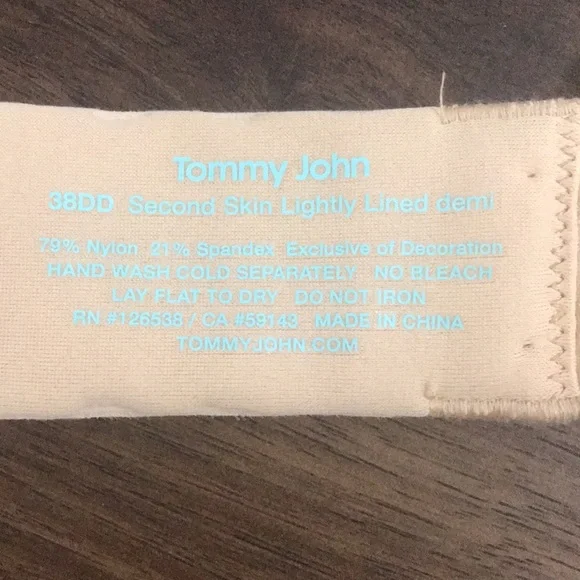 Tommy John
38DD Second Skin Lightly Lined demi
79% Nylon 21% Spandex Exclusive of Decoration
HAND WASH COLD SEPARATELY NO BLEACH
LAY FLAT TO DRY DO NOT IRON
RN #126538 / CA #59143 MADE IN CHINA
TOMMYJOHN.COM